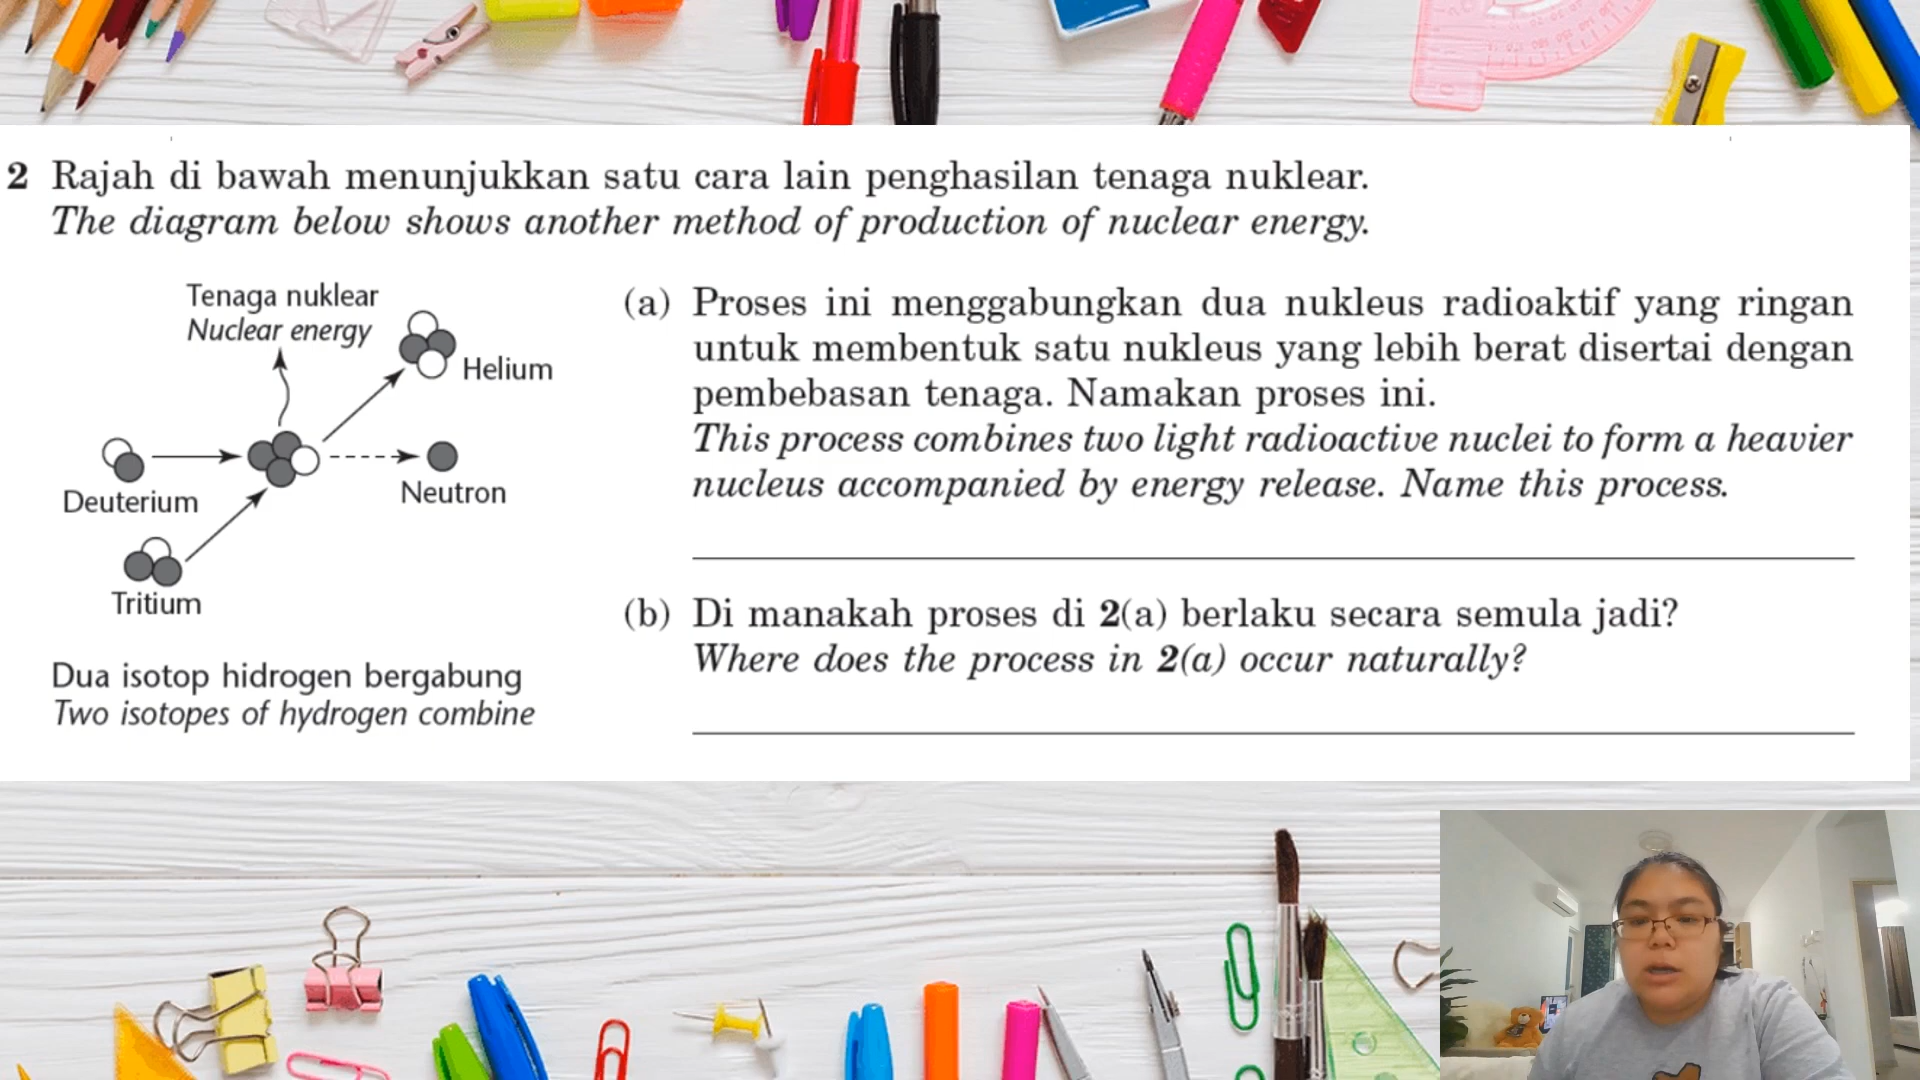 2 Rajah di bawah menunjukkan satu cara lain penghasilan tenaga nuklear.
The diagram below shows another method of production of nuclear energy.
Tenaga nuklear
Nuclear energy
Helium
Deuterium
Neutron
Tritium
Dua isotop hidrogen bergabung
Two isotopes of hydrogen combine
(a) Proses ini menggabungkan dua nukleus radioaktif yang ringan
untuk membentuk satu nukleus yang lebih berat disertai dengan
pembebasan tenaga. Namakan proses ini.
This process combines two light radioactive nuclei to form a heavier
nucleus accompanied by energy release. Name this process.
(b) Di manakah proses di 2(a) berlaku secara semula jadi?
Where does the process in 2(a) occur naturally?